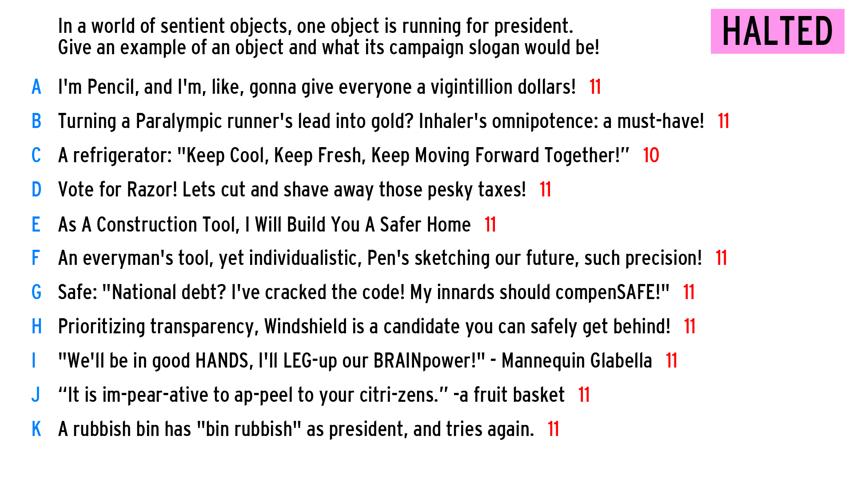 In a world of sentient objects, one object is running for president.
Give an example of an object and what its campaign slogan would be!
HALTED
A I'm Pencil, and I'm, like, gonna give everyone a vigintillion dollars! 11
B Turning a Paralympic runner's lead into gold? Inhaler's omnipotence: a must-have! 11
C A refrigerator: "Keep Cool, Keep Fresh, Keep Moving Forward Together!” 10
D Vote for Razor! Lets cut and shave away those pesky taxes! 11
E As A Construction Tool, I Will Build You A Safer Home 11
F An everyman's tool, yet individualistic, Pen's sketching our future, such precision! 11
G Safe: "National debt? I've cracked the code! My innards should compenSAFE!" 11
H Prioritizing transparency, Windshield is a candidate you can safely get behind! 11
I "We'll be in good HANDS, I'll LEG-up our BRAINpower!" - Mannequin Glabella 11
J “It is im-pear-ative to ap-peel to your citri-zens.” -a fruit basket 11
K A rubbish bin has "bin rubbish" as president, and tries again. 11